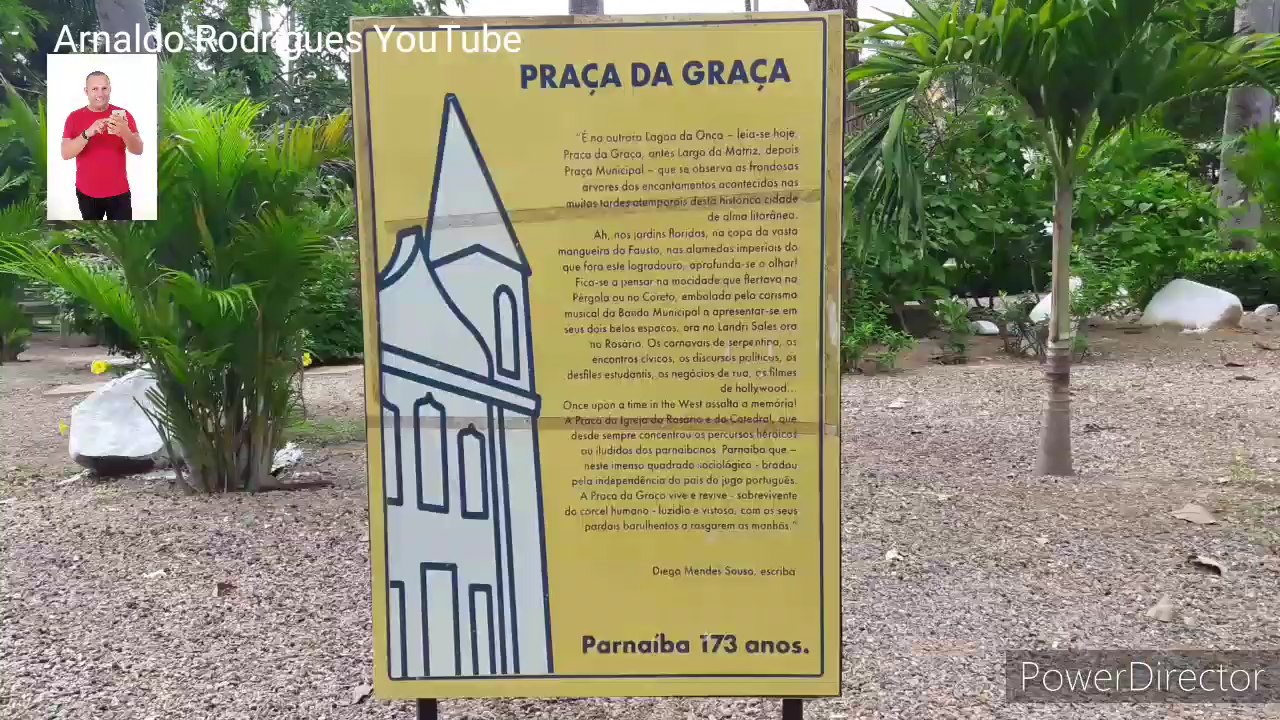 Arnaldo Rodrigues YouTube
PRAÇA DA GRAÇA
"É na outrora Lagoa da Onça – leia-se hoje,
Praça da Graça, antes Largo da Matriz, depois
Praça Municipal – que se observa as frondosas
árvores dos encantamentos acontecidos nas
muitas tardes atemporais desta histórica cidade
de alma litorânea.
Ah, nos jardins floridos, na copa da vasta
mangueira do Fausto, nas alamedas imperiais do
que fora este logradouro, aprofunda-se o olhar!
Fica-se a pensar na mocidade que flertava na
Pérgola ou no Coreto, embalada pelo carisma
musical da Banda Municipal a apresentar-se em
seus dois belos espaços, ora no Landri Sales ora
no Rosário. Os carnavais de serpentina, os
encontros cívicos, os discursos políticos, os
desfiles estudantis, os negócios de rua, os filmes
de hollywood...
Once upon a time in the West assalta a memória!
A Praça da Igreja do Rosário e da Catedral, que
desde sempre concentrou os percursos heróicos
ou iludidos dos parnaibanos. Parnaíba que –
neste imenso quadrado sociológico - bradou
pela independência do país do jugo português.
A Praça da Graça vive e revive - sobrevivente
do corcel humano - luzidia e vistosa, com os seus
pardais barulhentos a rasgarem as manhãs."
Diego Mendes Sousa, escriba
Parnaíba 173 anos.
PowerDirector